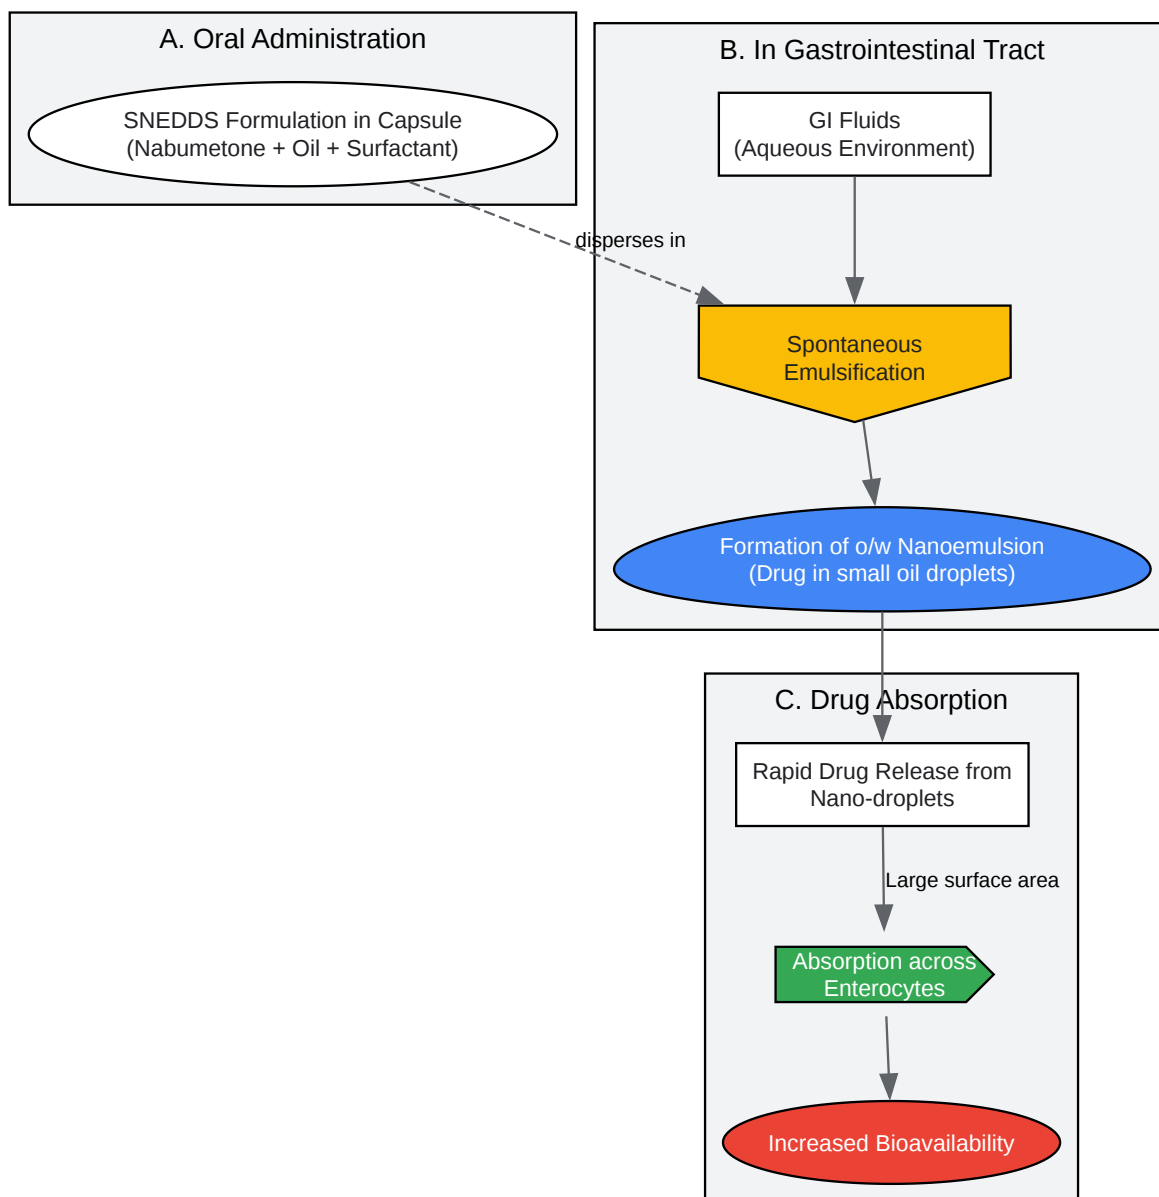 A. Oral Administration
SNEDDS Formulation in Capsule
(Nabumetone + Oil + Surfactant)
disperses in
B. In Gastrointestinal Tract
GI Fluids
(Aqueous Environment)
Spontaneous
Emulsification
Formation of o/w Nanoemulsion
(Drug in small oil droplets)
C. Drug Absorption
Rapid Drug Release from
Nano-droplets
Large surface area
Absorption across
Enterocytes
Increased Bioavailability